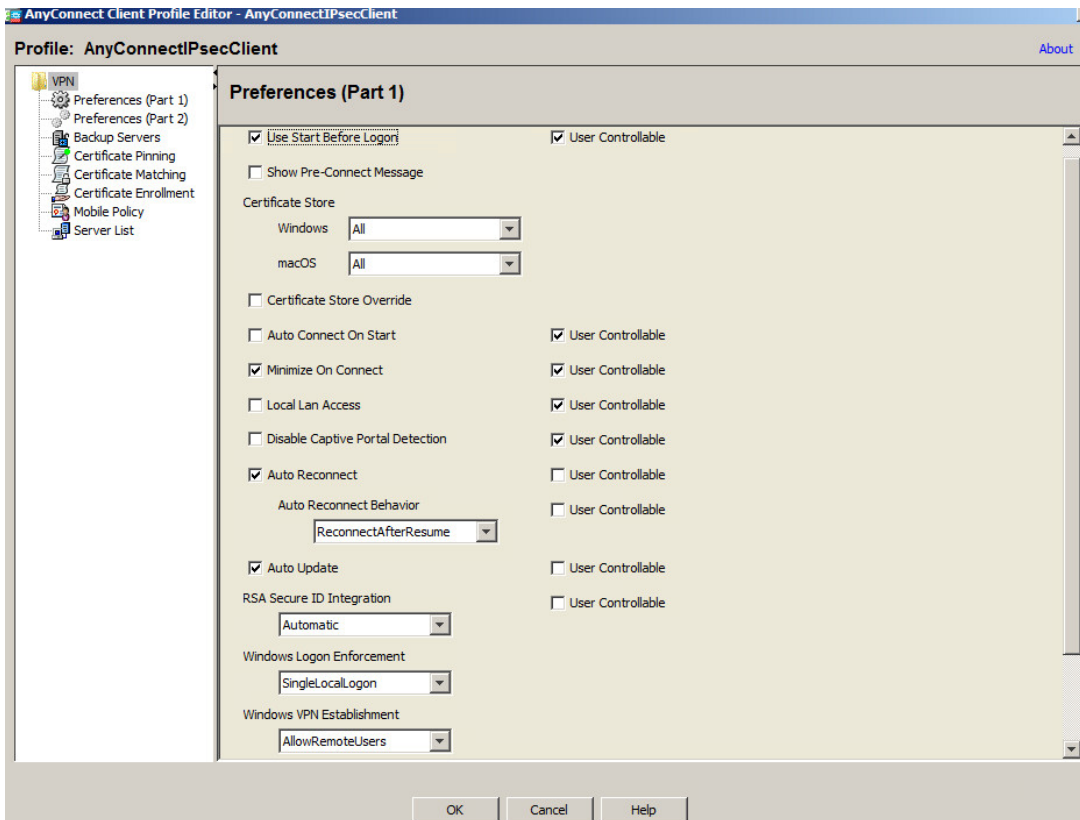 AnyConnect Client Profile Editor - AnyConnectIPsecClient
Profile: AnyConnectIPsecClient
About
VPN
Preferences (Part 1)
Preferences (Part 2)
Backup Servers
Certificate Pinning
Certificate Matching
Certificate Enrollment
Mobile Policy
Server List
Preferences (Part 1)
Use Start Before Logon
User Controllable
Show Pre-Connect Message
Certificate Store
Windows All
macOS All
Certificate Store Override
Auto Connect On Start
User Controllable
Minimize On Connect
User Controllable
Local Lan Access
User Controllable
Disable Captive Portal Detection
User Controllable
Auto Reconnect
User Controllable
Auto Reconnect Behavior
User Controllable
ReconnectAfterResume
Auto Update
User Controllable
RSA Secure ID Integration
User Controllable
Automatic
Windows Logon Enforcement
SingleLocalLogon
Windows VPN Establishment
AllowRemoteUsers
OK
Cancel
Help